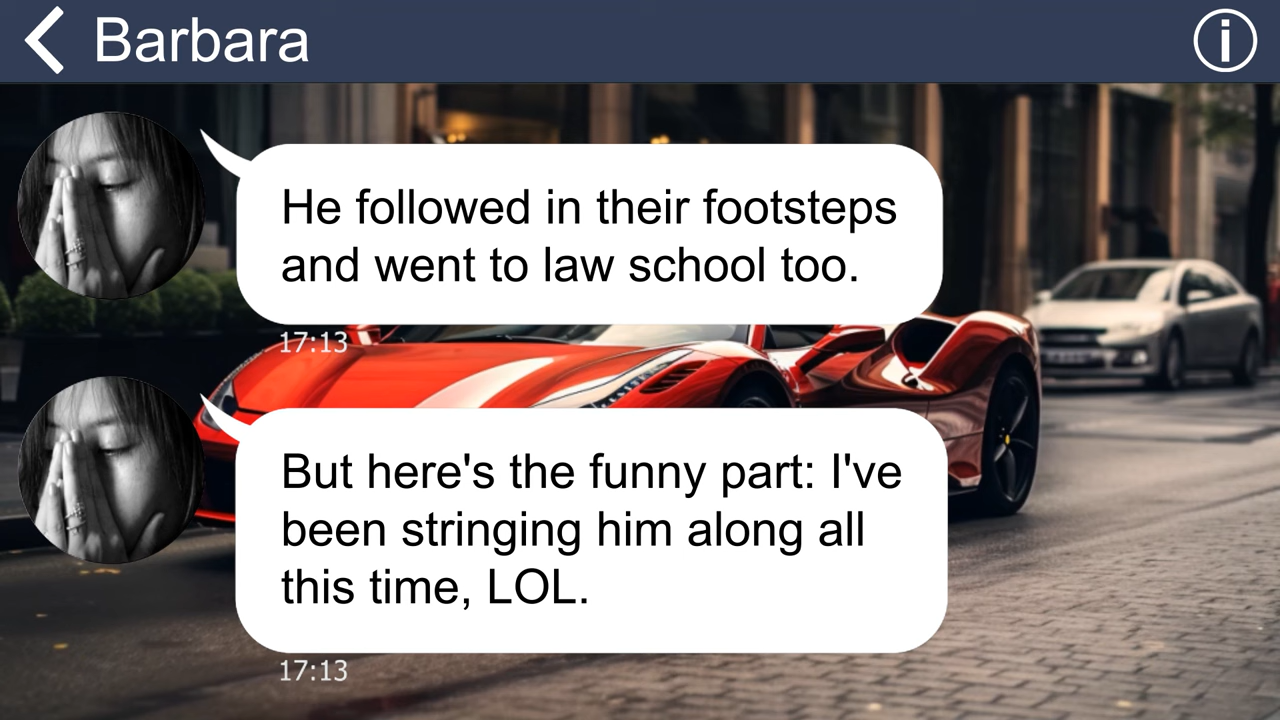 Barbara
He followed in their footsteps
and went to law school too.
17:13
But here's the funny part: I've
been stringing him along all
this time, LOL.
17:13